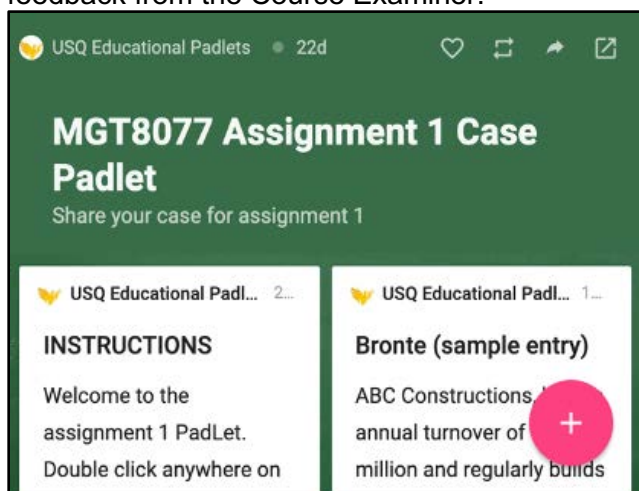 feedback from the Course Examiner.
USQ Educational Padlets • 22d
MGT8077 Assignment 1 Case
Padlet
Share your case for assignment 1
USQ Educational Padl... 2...
INSTRUCTIONS
Welcome to the
assignment 1 PadLet.
Double click anywhere on
USQ Educational Padl... 1...
Bronte (sample entry)
ABC Constructions,
annual turnover of
million and regularly builds